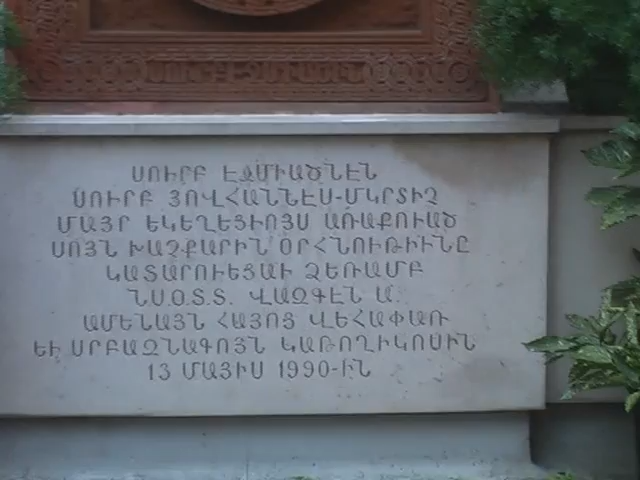 ՍՈՒՐԲ ԷՋՄԻԱԾՆԷՆ
ՍՈՒՐԲ ՅՈՎՀԱՆՆԷՍ-ՄԿՐՏԻՉ
ՄԱՅՐ ԵԿԵՂԵՑԻՈՅՍ ԱՌԱՔՈՒԱԾ
ՍՈՅՆ ԽԱՉՔԱՐԻՆ ՕՐՀՆՈՒԹԻՒՆԸ
ԿԱՏԱՐՈՒԵՑԱՒ ՁԵՌԱՄԲ
Ն.Ս.Օ.Տ.Տ. ՎԱԶԳԷՆ Ա.
ԱՄԵՆԱՅՆ ՀԱՅՈՑ ՎԵՀԱՓԱՌ
ԵՒ ՍՐԲԱԶՆԱԳՈՅՆ ԿԱԹՈՂԻԿՈՍԻՆ
13 ՄԱՅԻՍ 1990-ԻՆ